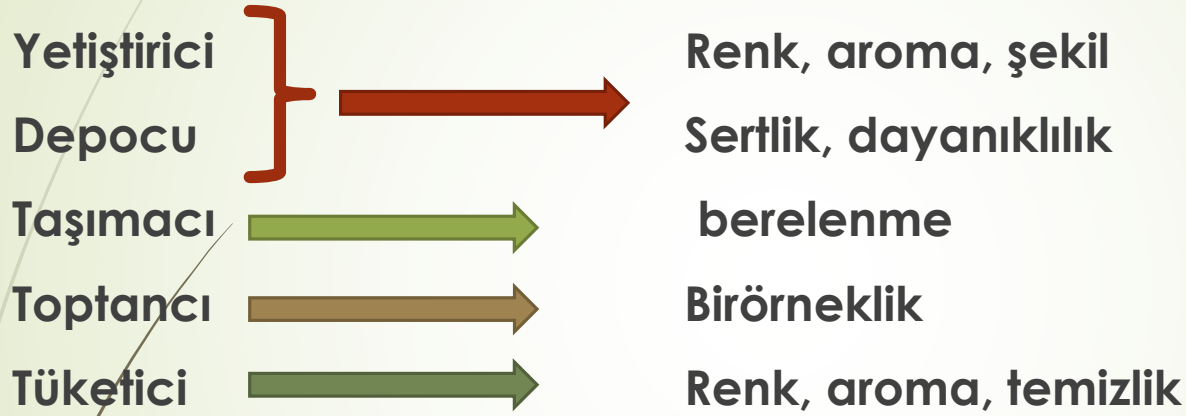 Yetiştirici Renk, aroma, şekil
Depocu Sertlik, dayanıklılık
Taşımacı berelenme
Toptancı Birörneklik
Tüketici Renk, aroma, temizlik